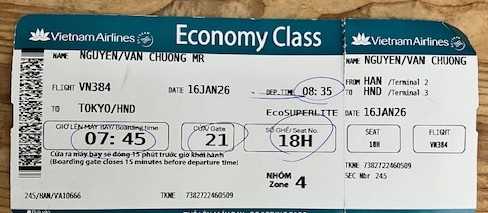 Vietnam Airlines Economy Class
NAME NGUYEN/VAN CHUONG MR
FLIGHT VN384 DATE 16JAN26 DEP.TIME 08:35
TO TOKYO/HND EcoSUPERLITE
GIỜ LÊN MÁY BAY/Boarding time CỬA/Gate SỐ GHẾ/Seat No.
07:45 21 18H
Cửa ra máy bay sẽ đóng 15 phút trước giờ khởi hành
(Boarding gate closes 15 minutes before departure time)
NHÓM
Zone 4
245/HAN/VA10666 TKNE 7382722460509
Vietnam Airlines
NAME NGUYEN/VAN CHUONG MR
FROM HAN /Terminal 2
TO HND /Terminal 3
DATE 16JAN26
SEAT FLIGHT
18H VN384
TKNE 7382722460509
SEC Nbr 245